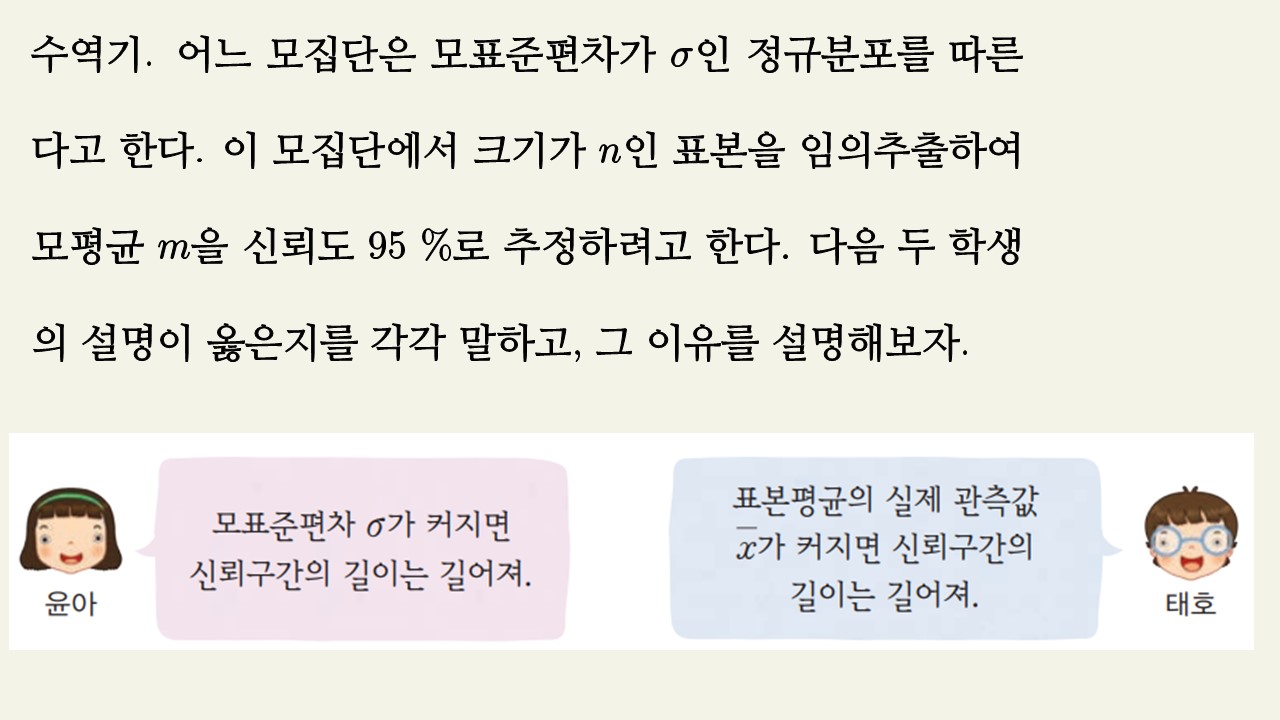 수역기. 어느 모집단은 모표준편차가 σ인 정규분포를 따른
다고 한다. 이 모집단에서 크기가 n인 표본을 임의추출하여
모평균 m을 신뢰도 95 %로 추정하려고 한다. 다음 두 학생
의 설명이 옳은지를 각각 말하고, 그 이유를 설명해보자.
모표준편차 σ가 커지면
신뢰구간의 길이는 길어져.
윤아
표본평균의 실제 관측값
x̄가 커지면 신뢰구간의
길이는 길어져.
태호